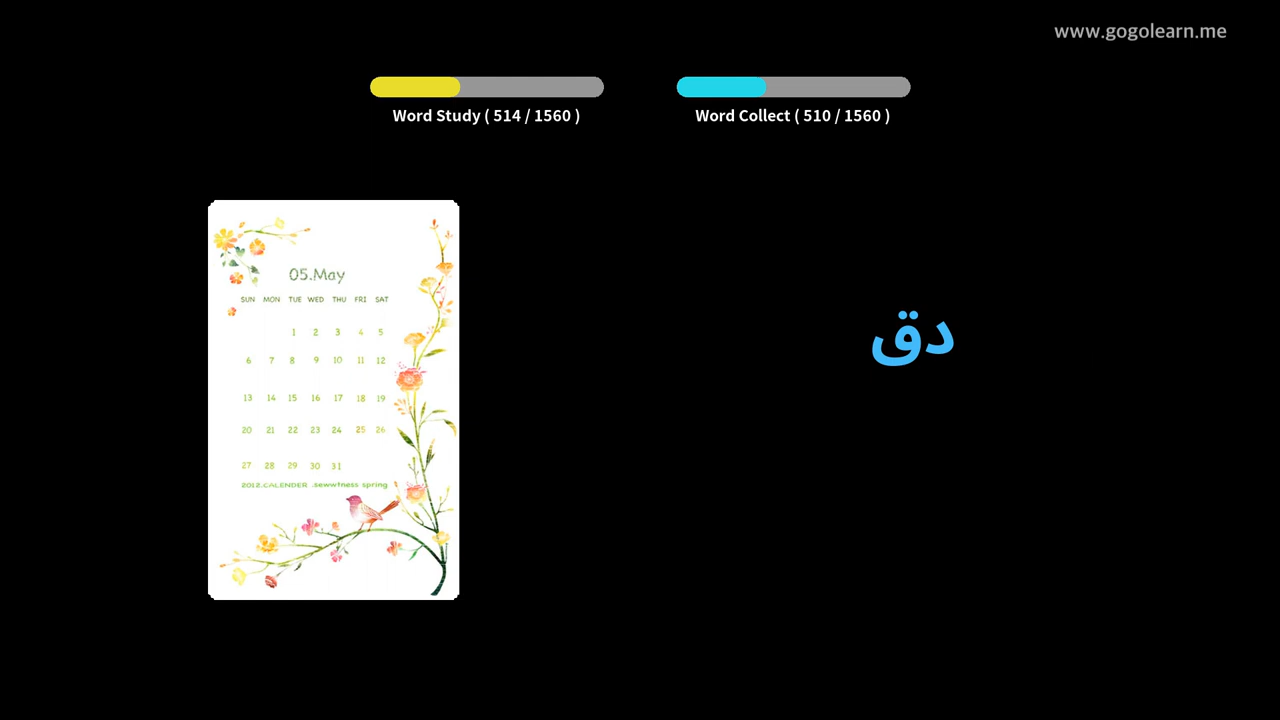 www.gogolearn.me
Word Study ( 514 / 1560 )
Word Collect ( 510 / 1560 )
05.May
SUN MON TUE WED THU FRI SAT
1 2 3 4 5
6 7 8 9 10 11 12
13 14 15 16 17 18 19
20 21 22 23 24 25 26
27 28 29 30 31
2012.CALENDER .sewwtness spring
دق